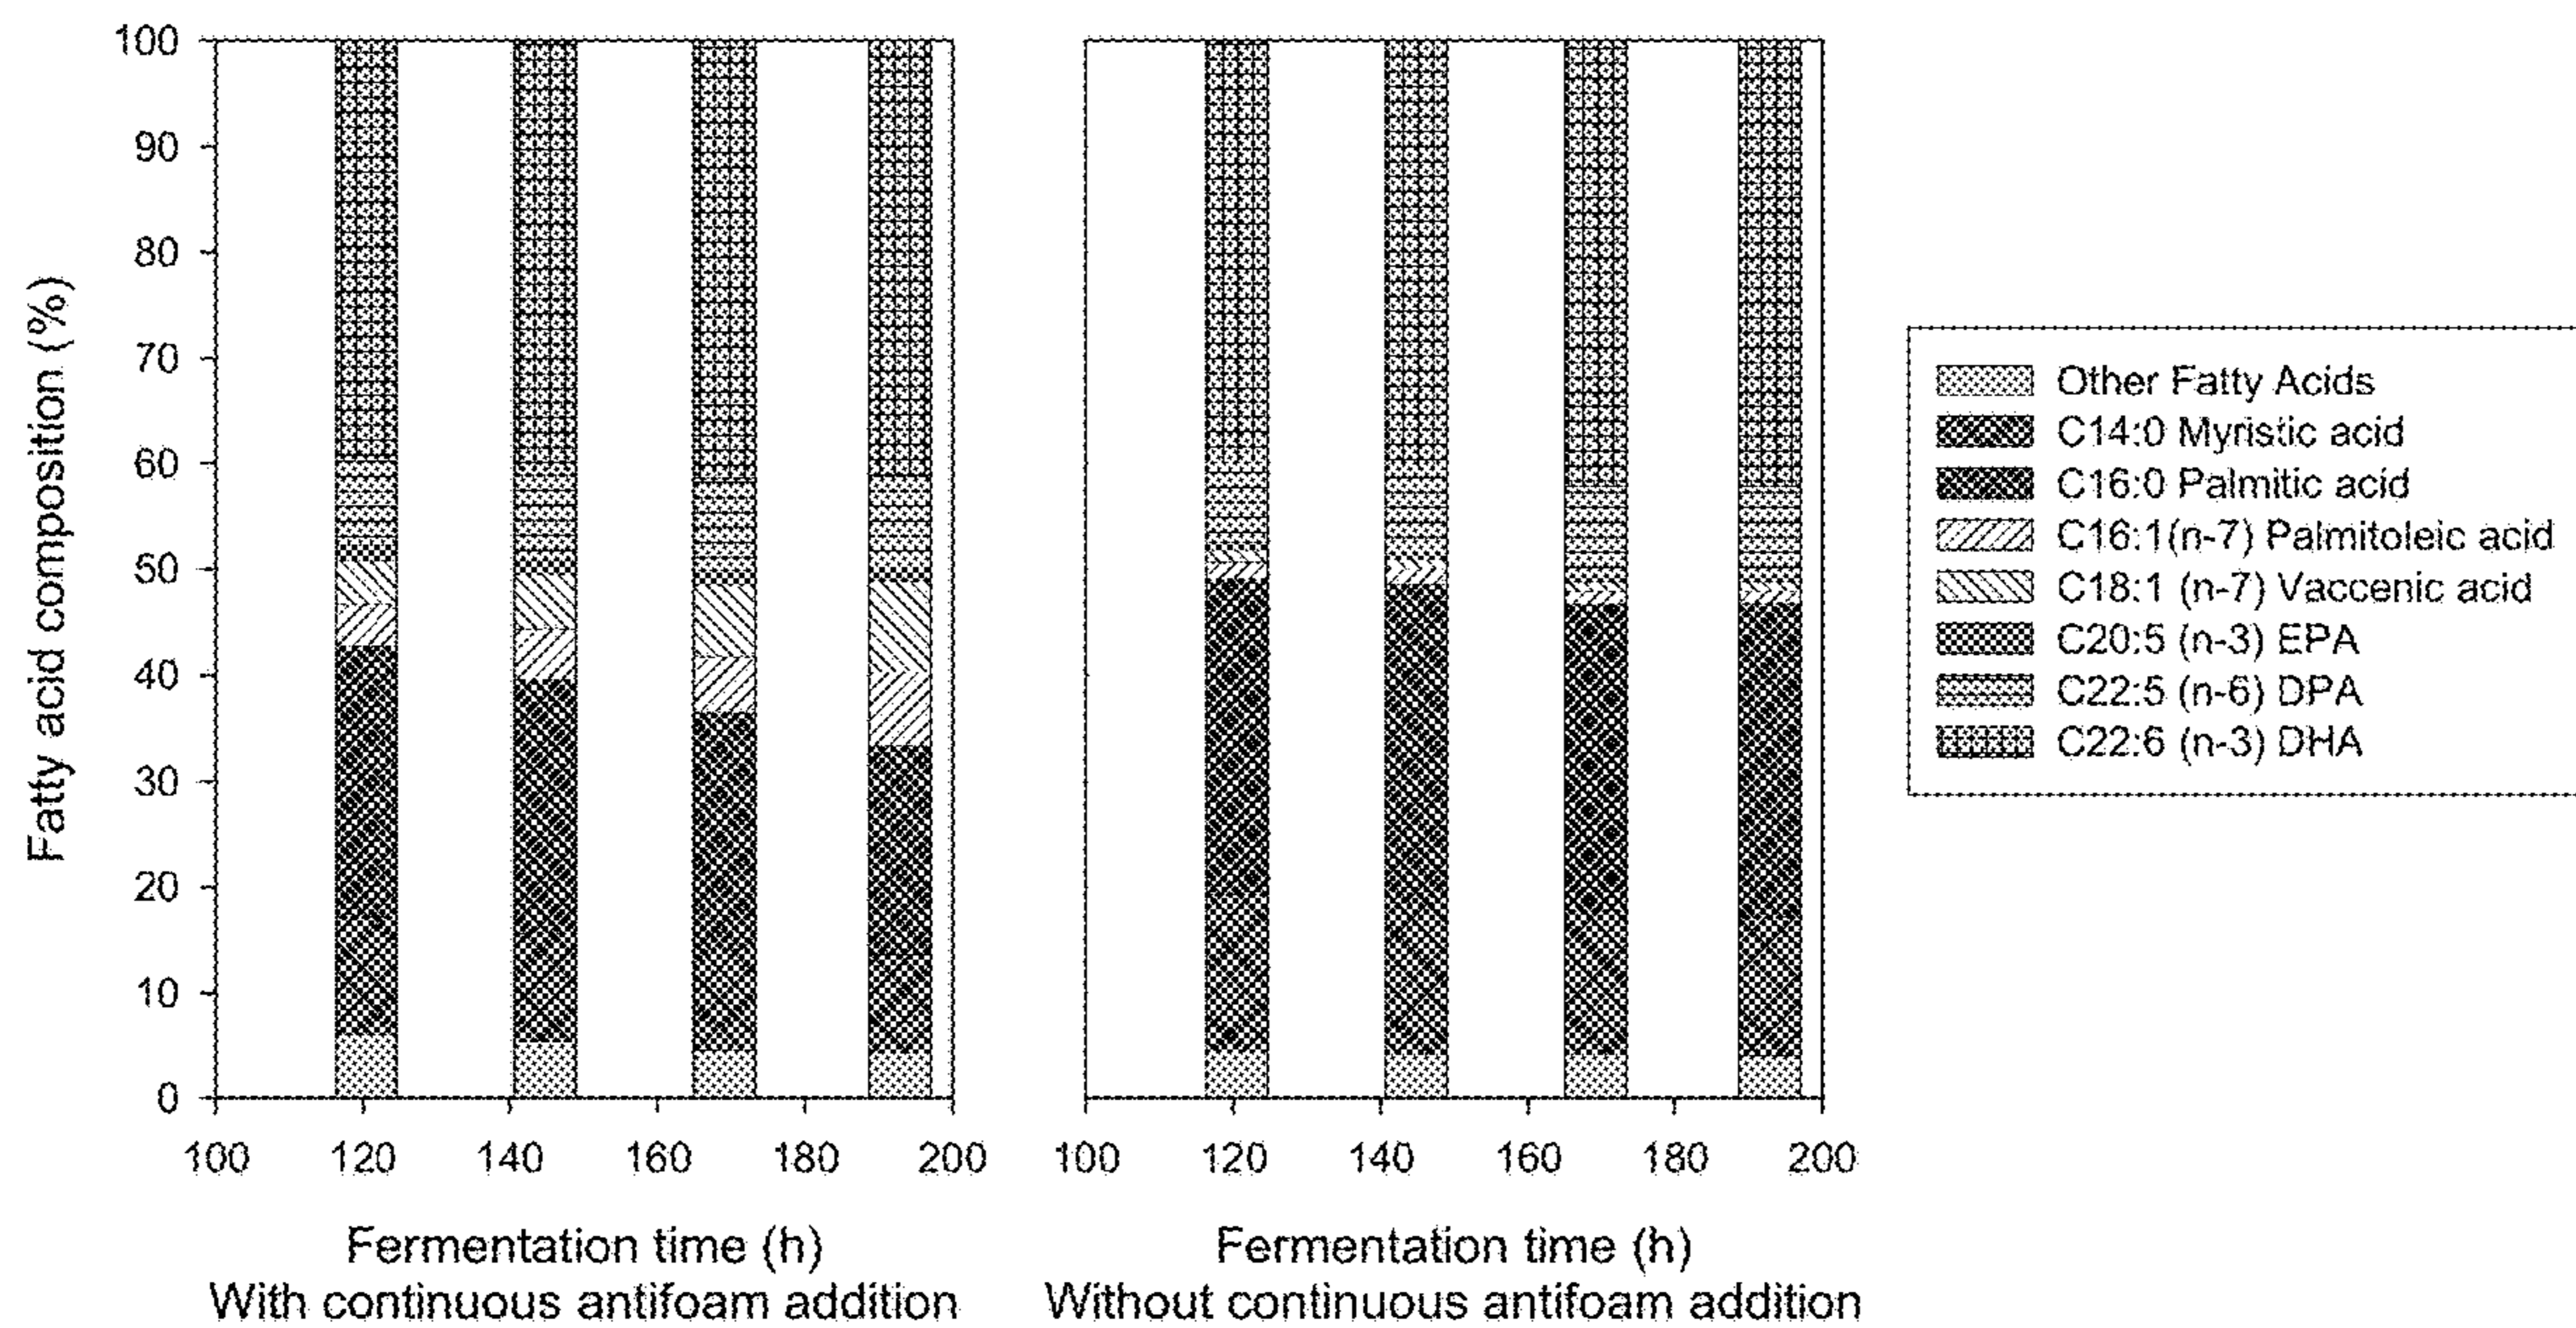 Fatty acid composition (%)
100
90
80
70
60
50
40
30
20
10
0
100 120 140 160 180 200
Fermentation time (h)
With continuous antifoam addition
100 120 140 160 180 200
Fermentation time (h)
Without continuous antifoam addition
Other Fatty Acids
C14:0 Myristic acid
C16:0 Palmitic acid
C16:1(n-7) Palmitoleic acid
C18:1 (n-7) Vaccenic acid
C20:5 (n-3) EPA
C22:5 (n-6) DPA
C22:6 (n-3) DHA